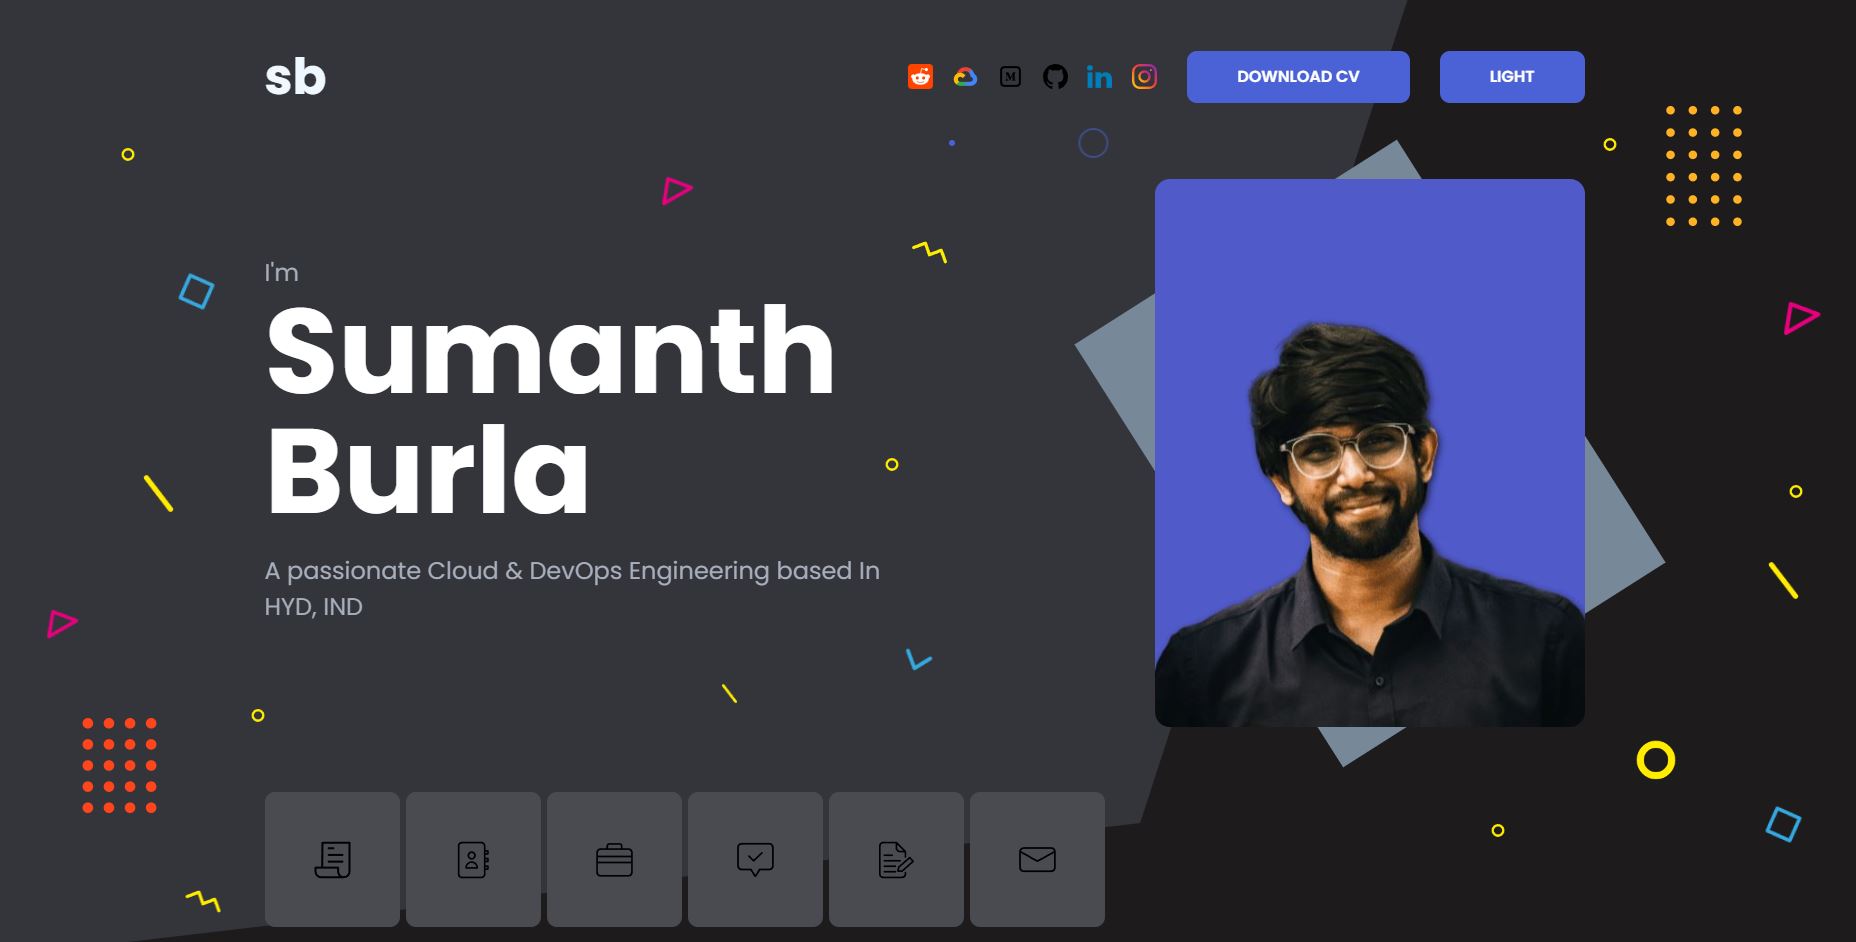 sb
M
DOWNLOAD CV
LIGHT
I'm
Sumanth
Burla
A passionate Cloud & DevOps Engineering based In
HYD, IND